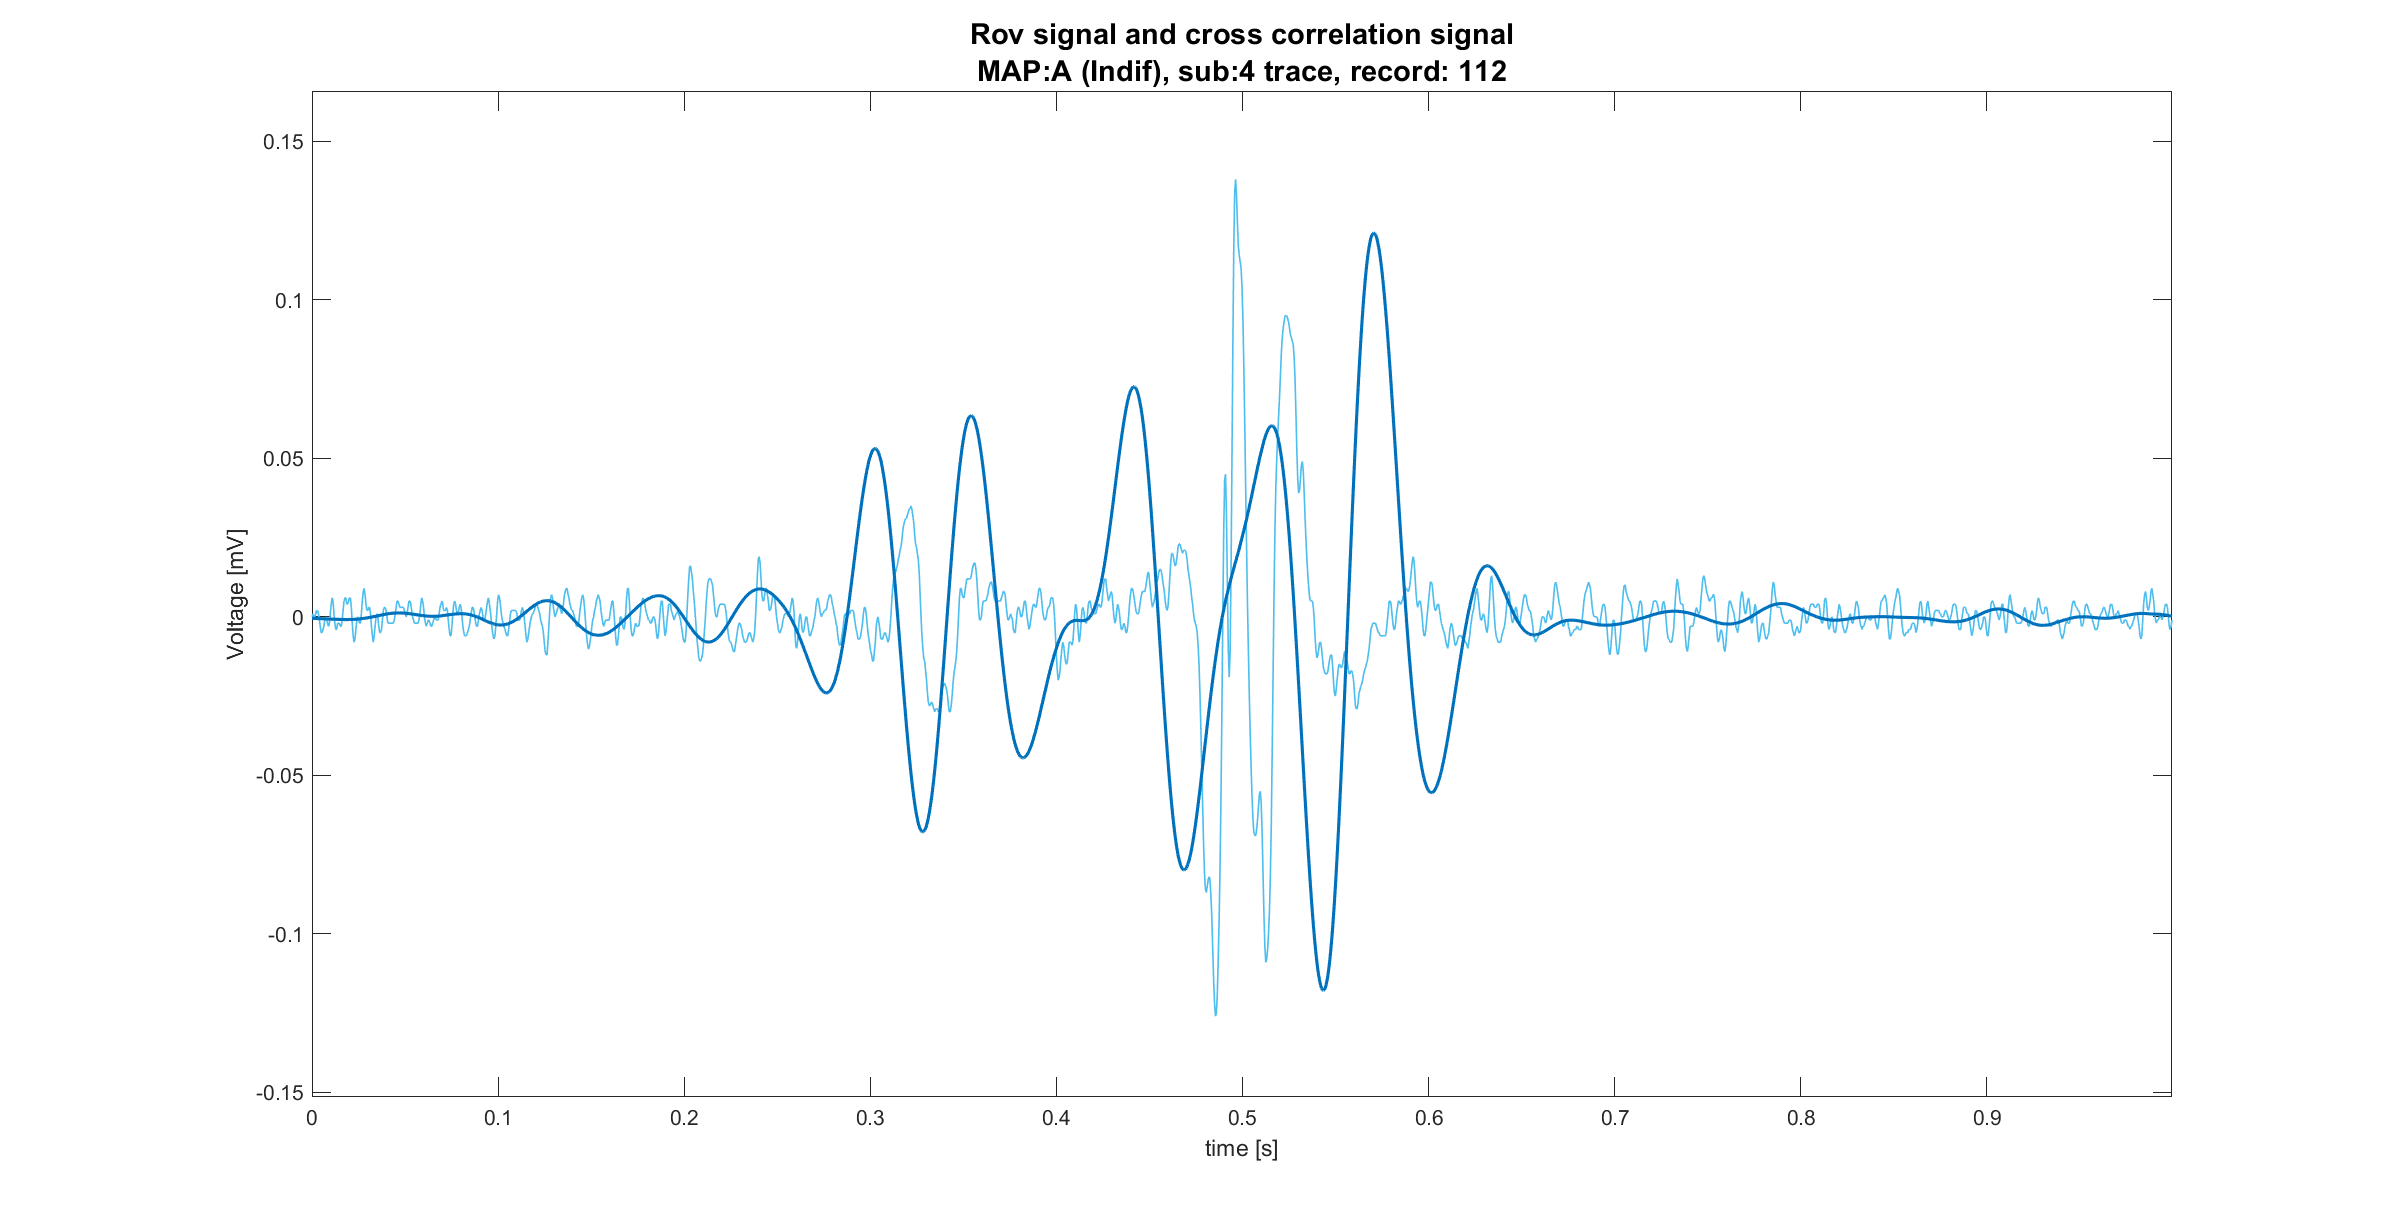 Rov signal and cross correlation signal
MAP:A (Indif), sub:4 trace, record: 112
Voltage [mV]
0.15
0.1
0.05
0
-0.05
-0.1
-0.15
0 0.1 0.2 0.3 0.4 0.5 0.6 0.7 0.8 0.9
time [s]